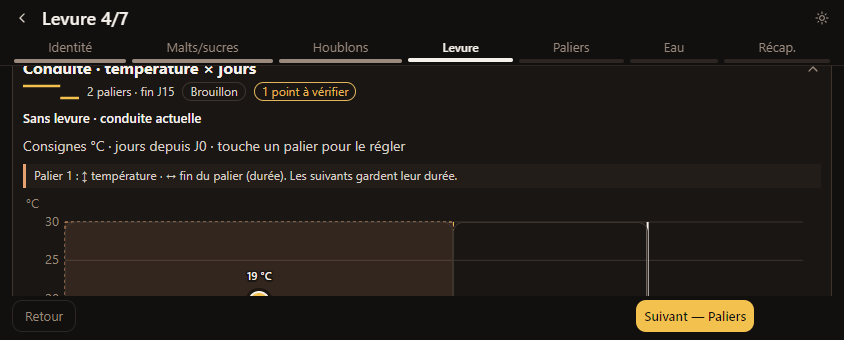 Levure 4/7
Identité Malts/sucres Houblons Levure Paliers Eau Récap.
Conduite · température × jours
2 paliers · fin J15 Brouillon 1 point à vérifier
Sans levure · conduite actuelle
Consignes °C · jours depuis J0 · touche un palier pour le régler
Palier 1 : ↕ température · ↔ fin du palier (durée). Les suivants gardent leur durée.
°C
30
25
19 °C
20
Retour Suivant — Paliers